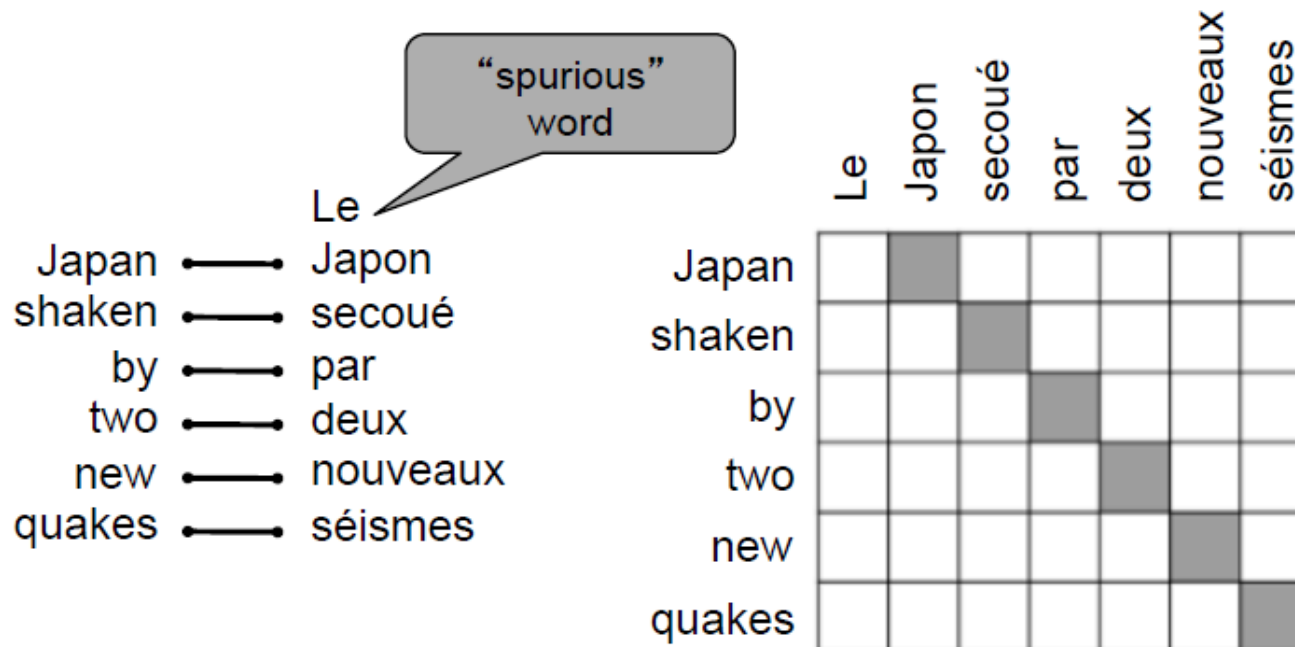 “spurious”
word
Le
Japan Japon
shaken secoué
by par
two deux
new nouveaux
quakes séismes
Le Japon secoué par deux nouveaux séismes
Japan
shaken
by
two
new
quakes